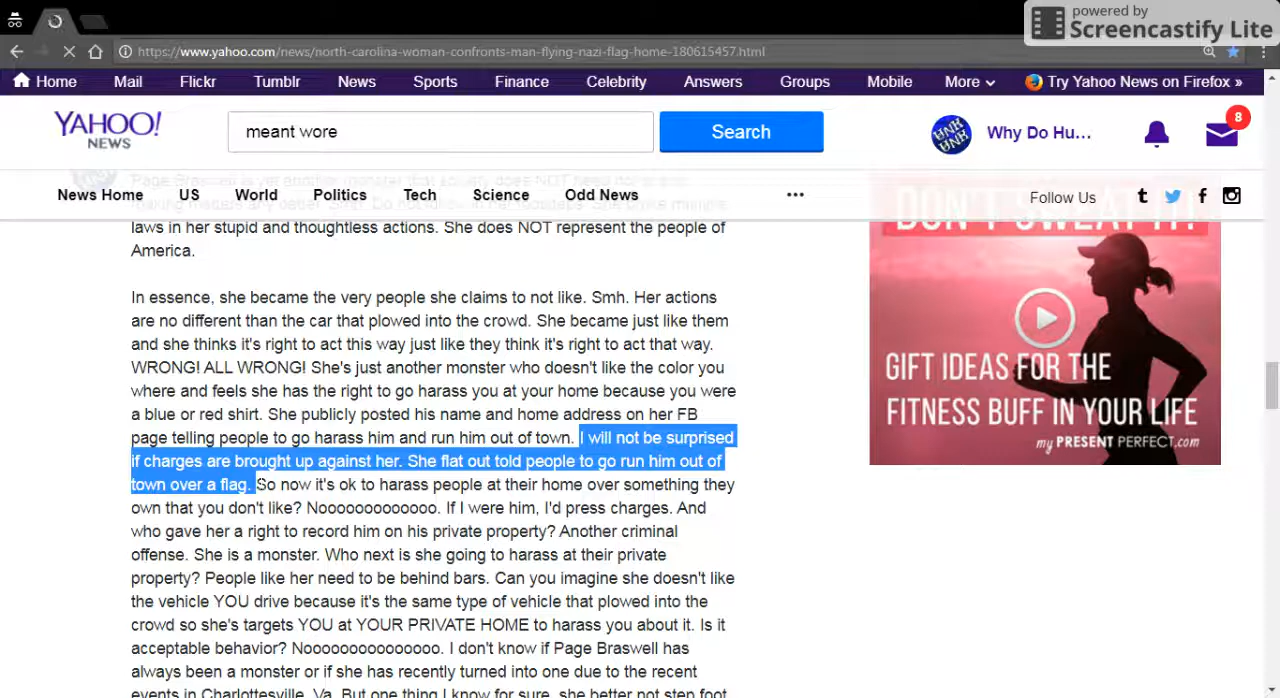 powered by
Screencastify Lite
https://www.yahoo.com/news/north-carolina-woman-confronts-man-flying-nazi-flag-home-180615457.html
Home Mail Flickr Tumblr News Sports Finance Celebrity Answers Groups Mobile More Try Yahoo News on Firefox »
YAHOO!
NEWS
meant wore
Search
UNH
UNH
Why Do Hu...
8
News Home US World Politics Tech Science Odd News ••• Follow Us
laws in her stupid and thoughtless actions. She does NOT represent the people of
America.
In essence, she became the very people she claims to not like. Smh. Her actions
are no different than the car that plowed into the crowd. She became just like them
and she thinks it's right to act this way just like they think it's right to act that way.
WRONG! ALL WRONG! She's just another monster who doesn't like the color you
where and feels she has the right to go harass you at your home because you were
a blue or red shirt. She publicly posted his name and home address on her FB
page telling people to go harass him and run him out of town. I will not be surprised
if charges are brought up against her. She flat out told people to go run him out of
town over a flag. So now it's ok to harass people at their home over something they
own that you don't like? Nooooooooooooo. If I were him, I'd press charges. And
who gave her a right to record him on his private property? Another criminal
offense. She is a monster. Who next is she going to harass at their private
property? People like her need to be behind bars. Can you imagine she doesn't like
the vehicle YOU drive because it's the same type of vehicle that plowed into the
crowd so she's targets YOU at YOUR PRIVATE HOME to harass you about it. Is it
acceptable behavior? Nooooooooooooooo. I don't know if Page Braswell has
always been a monster or if she has recently turned into one due to the recent
events in Charlottesville, Va. But one thing I know for sure, she better not step foot
DON'T SWEAT IT!
GIFT IDEAS FOR THE
FITNESS BUFF IN YOUR LIFE
my PRESENT PERFECT.com